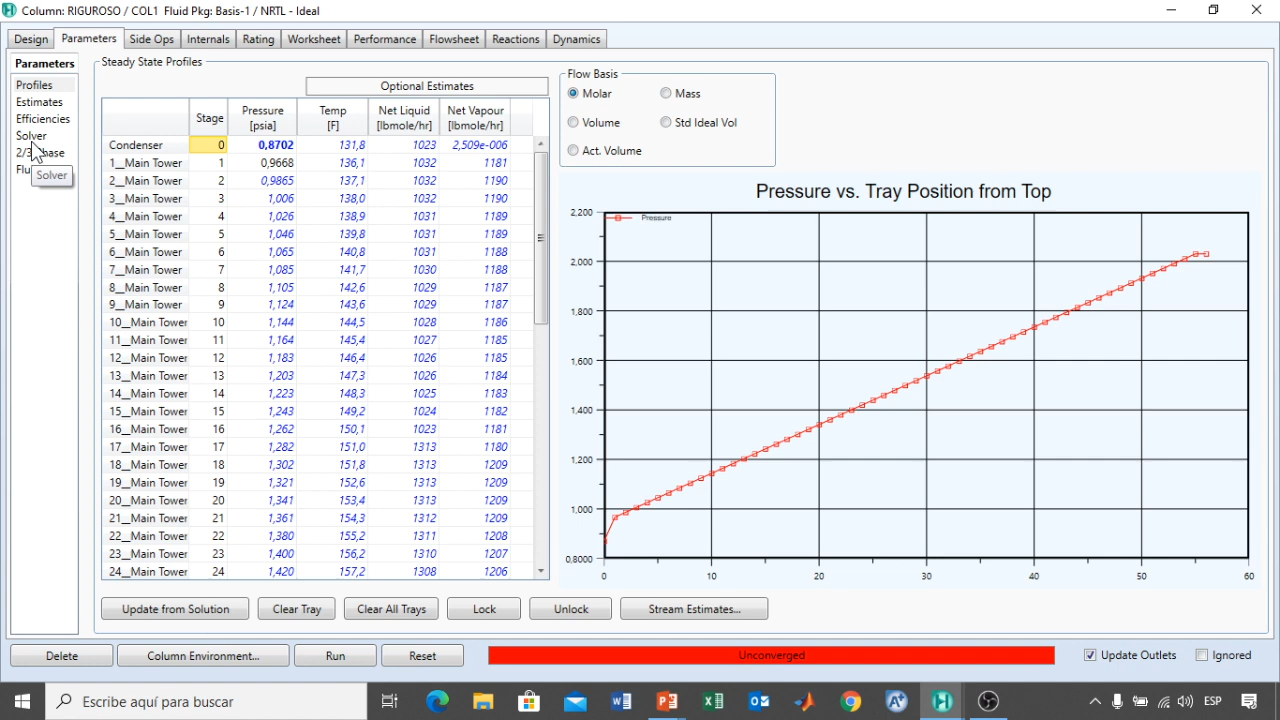 Column: RIGUROSO / COL1 Fluid Pkg: Basis-1 / NRTL - Ideal
Design Parameters Side Ops Internals Rating Worksheet Performance Flowsheet Reactions Dynamics
Parameters
Profiles
Estimates
Efficiencies
Solver
2/3 hase
Flu
Solver
Steady State Profiles
Optional Estimates
Stage Pressure [psia] Temp [F] Net Liquid [lbmole/hr] Net Vapour [lbmole/hr]
Condenser 0 0,8702 131,8 1023 2,509e-006
1__Main Tower 1 0,9668 136,1 1032 1181
2__Main Tower 2 0,9865 137,1 1032 1190
3__Main Tower 3 1,006 138,0 1032 1190
4__Main Tower 4 1,026 138,9 1031 1189
5__Main Tower 5 1,046 139,8 1031 1189
6__Main Tower 6 1,065 140,8 1031 1188
7__Main Tower 7 1,085 141,7 1030 1188
8__Main Tower 8 1,105 142,6 1029 1187
9__Main Tower 9 1,124 143,6 1029 1187
10__Main Tower 10 1,144 144,5 1028 1186
11__Main Tower 11 1,164 145,4 1027 1185
12__Main Tower 12 1,183 146,4 1026 1185
13__Main Tower 13 1,203 147,3 1026 1184
14__Main Tower 14 1,223 148,3 1025 1183
15__Main Tower 15 1,243 149,2 1024 1182
16__Main Tower 16 1,262 150,1 1023 1181
17__Main Tower 17 1,282 151,0 1313 1180
18__Main Tower 18 1,302 151,8 1313 1209
19__Main Tower 19 1,321 152,6 1313 1209
20__Main Tower 20 1,341 153,4 1313 1209
21__Main Tower 21 1,361 154,3 1312 1209
22__Main Tower 22 1,380 155,2 1311 1208
23__Main Tower 23 1,400 156,2 1310 1207
24__Main Tower 24 1,420 157,2 1308 1206
Flow Basis
Molar Mass
Volume Std Ideal Vol
Act. Volume
Pressure vs. Tray Position from Top
Pressure
2,200
2,000
1,800
1,600
1,400
1,200
1,000
0,8000
0 10 20 30 40 50 60
Update from Solution Clear Tray Clear All Trays Lock Unlock Stream Estimates...
Delete Column Environment... Run Reset Unconverged Update Outlets Ignored
Escribe aquí para buscar
ESP